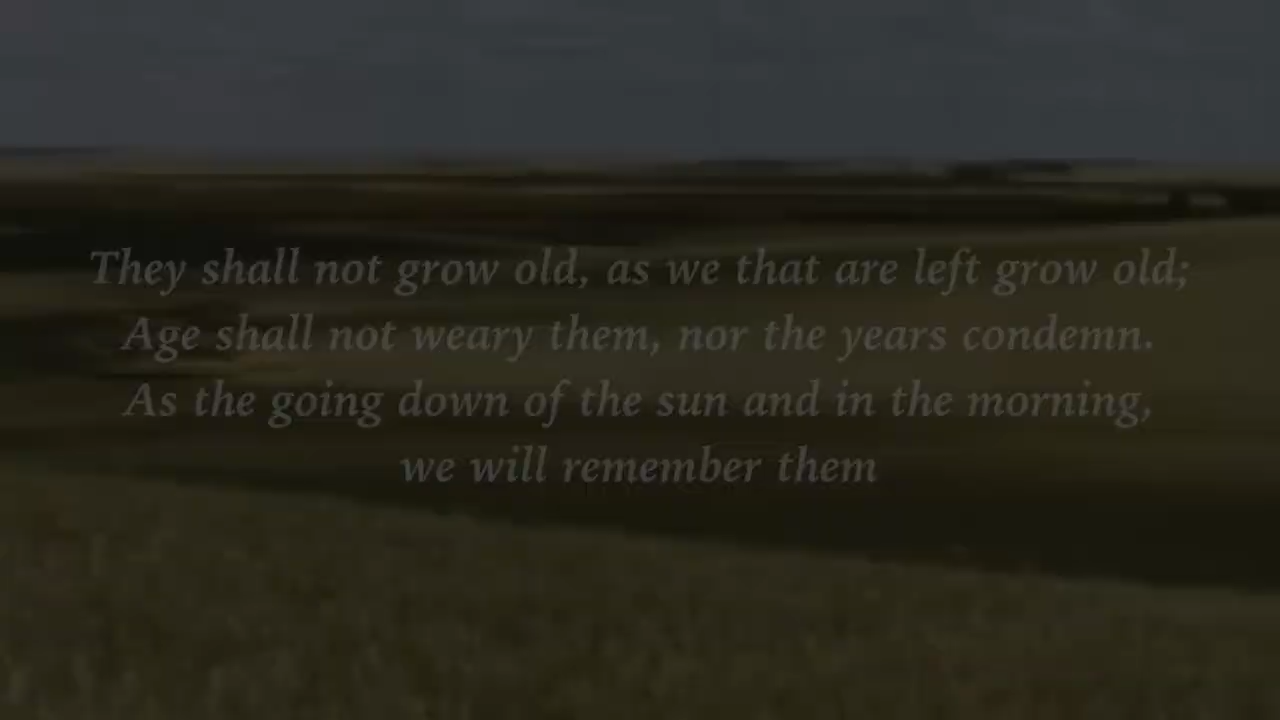 They shall not grow old, as we that are left grow old;
Age shall not weary them, nor the years condemn.
As the going down of the sun and in the morning,
we will remember them